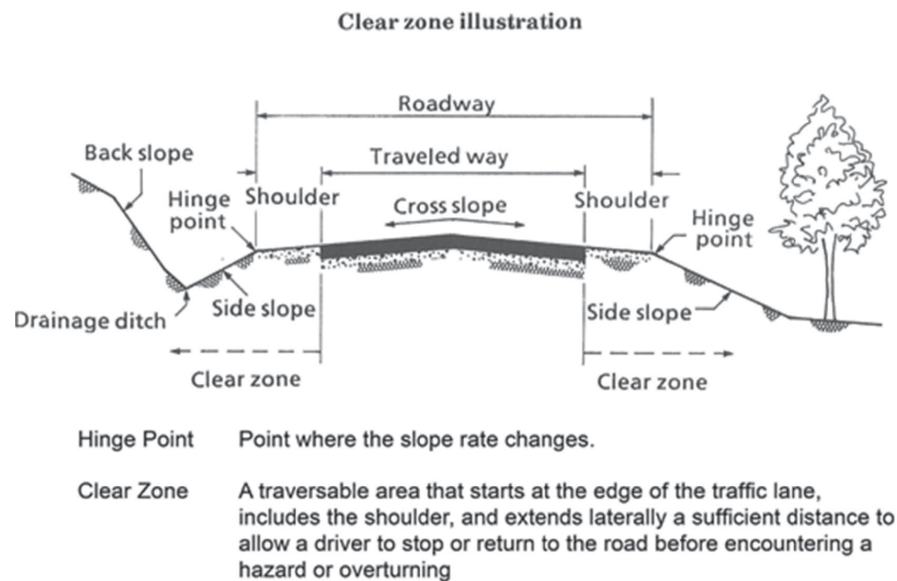 Clear zone illustration
Roadway
Back slope
Traveled way
Hinge
point
Shoulder
Cross slope
Shoulder
Hinge
point
Side slope
Drainage ditch
Side slope
Clear zone
Clear zone
Hinge Point Point where the slope rate changes.
Clear Zone A traversable area that starts at the edge of the traffic lane,
includes the shoulder, and extends laterally a sufficient distance to
allow a driver to stop or return to the road before encountering a
hazard or overturning